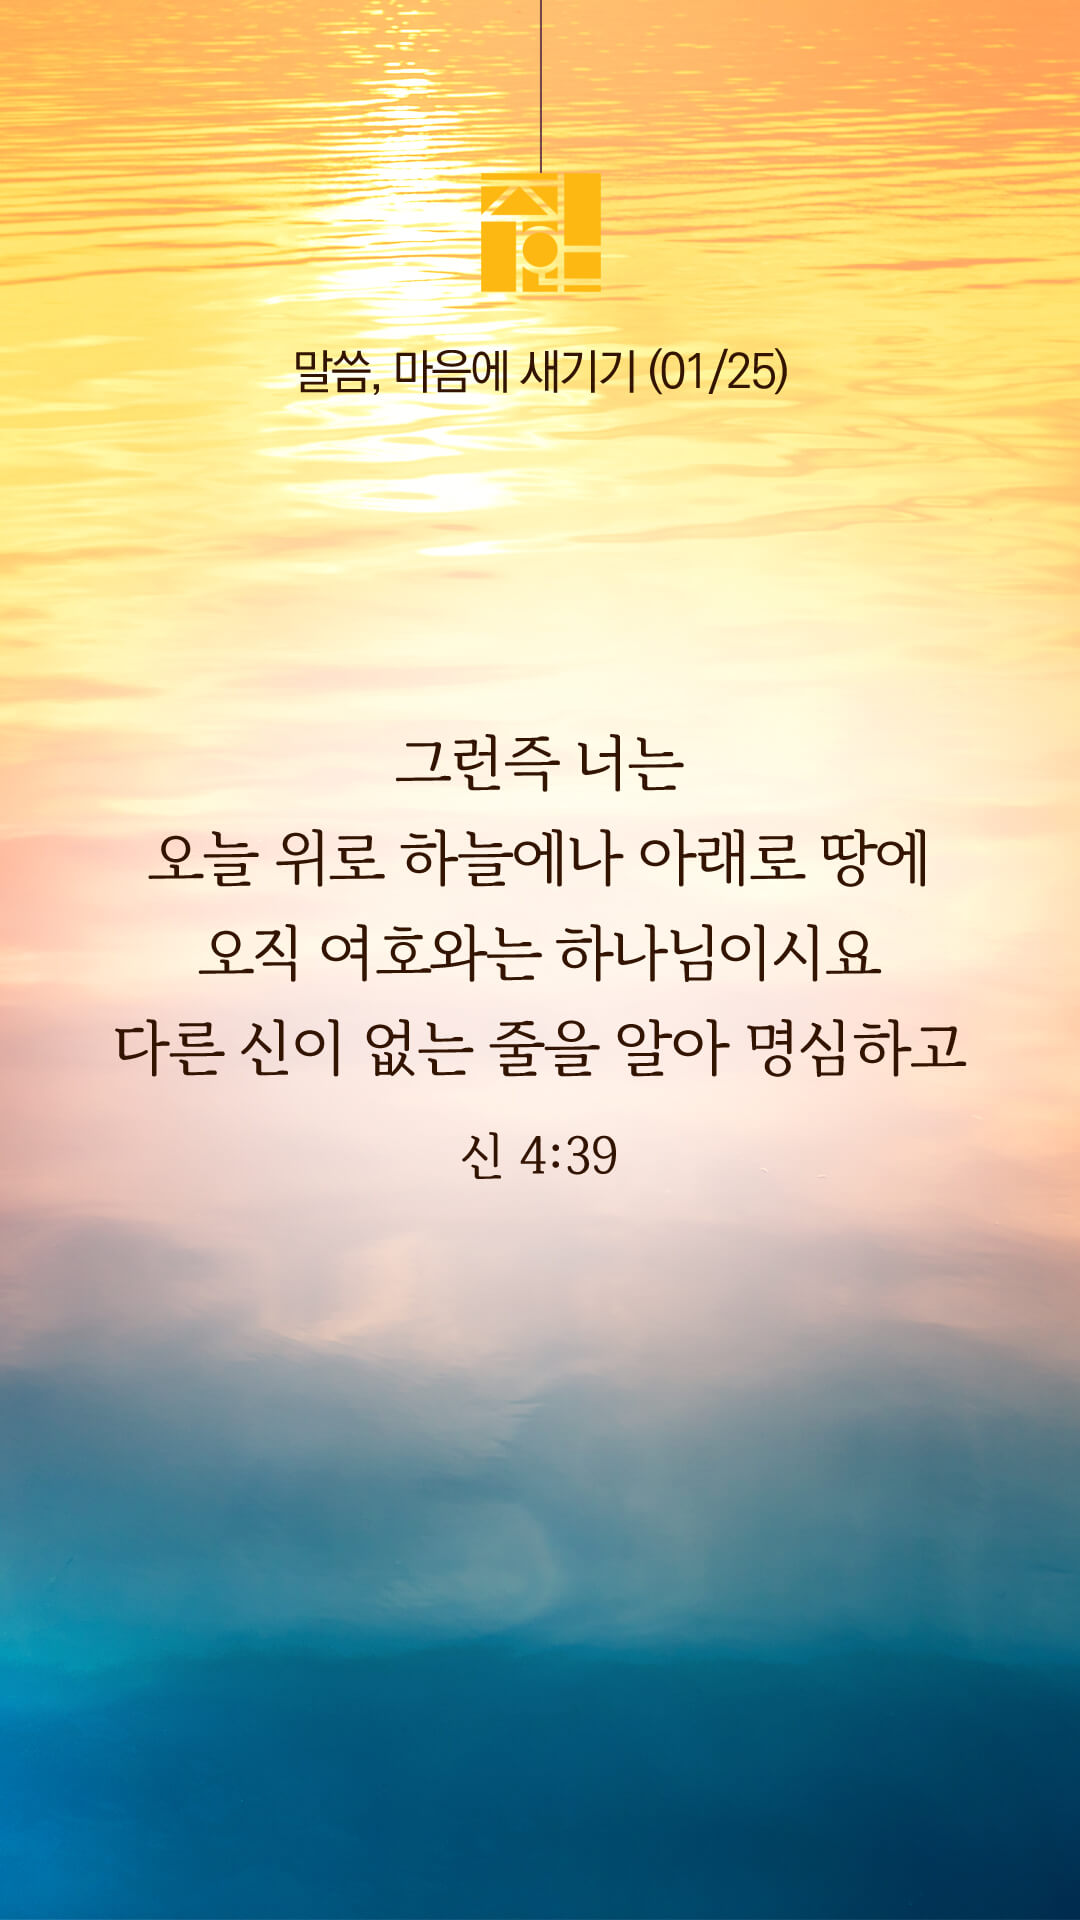 말씀, 마음에 새기기 (01/25)
그런즉 너는
오늘 위로 하늘에나 아래로 땅에
오직 여호와는 하나님이시요
다른 신이 없는 줄을 알아 명심하고
신 4:39